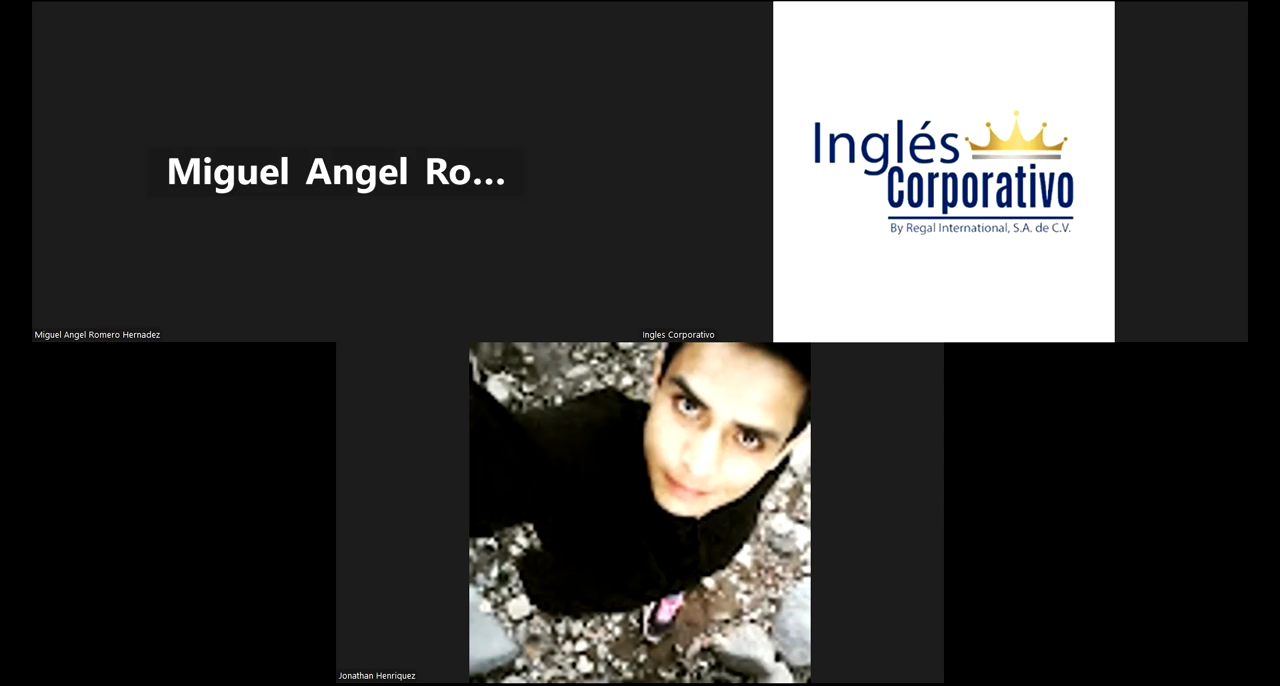 Miguel Angel Ro...
Inglés
Corporativo
By Regal International, S.A. de C.V.
Miguel Angel Romero Hernadez
Ingles Corporativo
Jonathan Henriquez